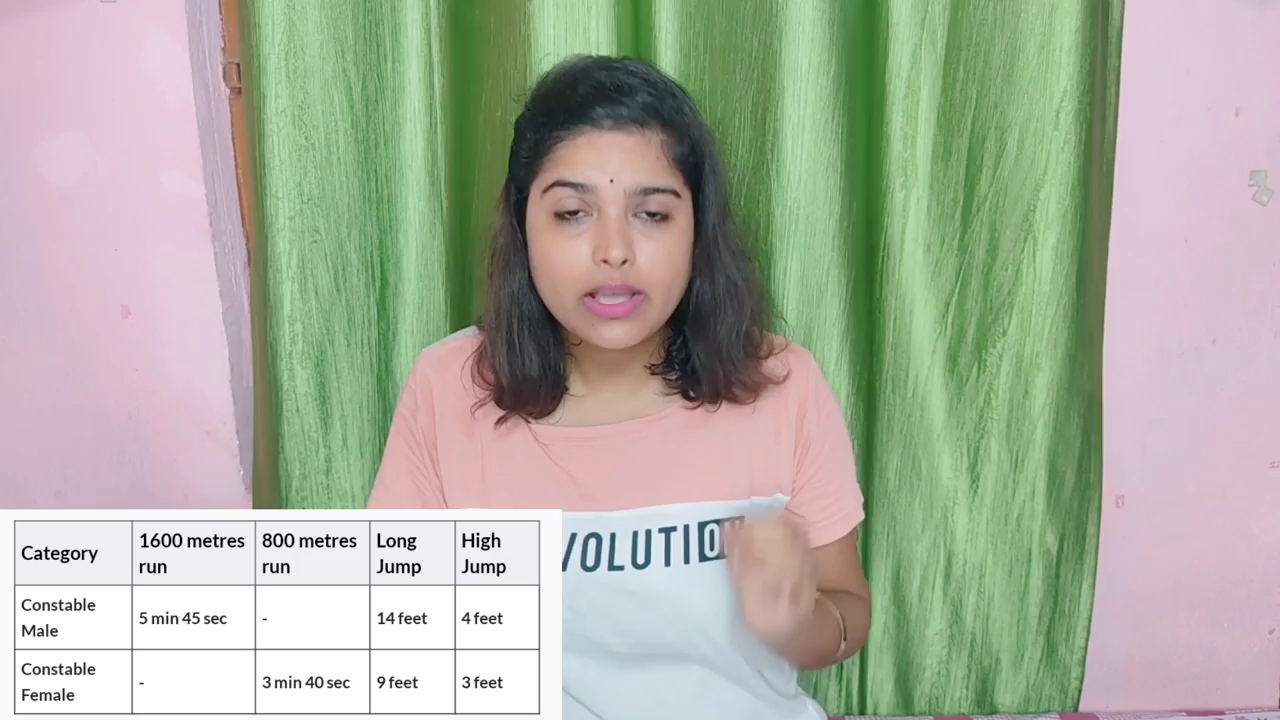 VOLUTION
Category 1600 metres run 800 metres run Long Jump High Jump
Constable Male 5 min 45 sec - 14 feet 4 feet
Constable Female - 3 min 40 sec 9 feet 3 feet